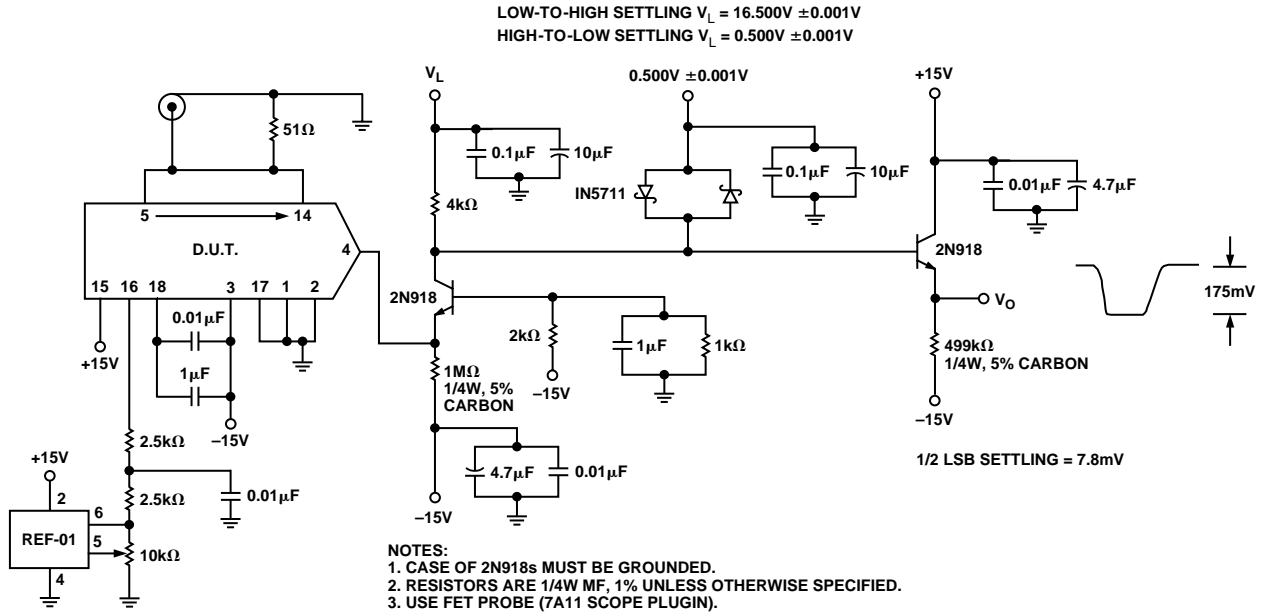 LOW-TO-HIGH SETTLING VL = 16.500V ±0.001V
HIGH-TO-LOW SETTLING VL = 0.500V ±0.001V
VL
0.500V ±0.001V
+15V
51Ω
0.1µF
10µF
0.1µF
10µF
0.01µF
4.7µF
4kΩ
IN5711
5
14
D.U.T.
4
2N918
2N918
15
16
18
3
17
1
2
+15V
0.01µF
1µF
–15V
2kΩ
–15V
1µF
1kΩ
VO
175mV
1MΩ
1/4W, 5%
CARBON
499kΩ
1/4W, 5% CARBON
–15V
2.5kΩ
+15V
2
2.5kΩ
0.01µF
4.7µF
0.01µF
–15V
1/2 LSB SETTLING = 7.8mV
REF-01
6
5
10kΩ
4
NOTES:
1. CASE OF 2N918s MUST BE GROUNDED.
2. RESISTORS ARE 1/4W MF, 1% UNLESS OTHERWISE SPECIFIED.
3. USE FET PROBE (7A11 SCOPE PLUGIN).